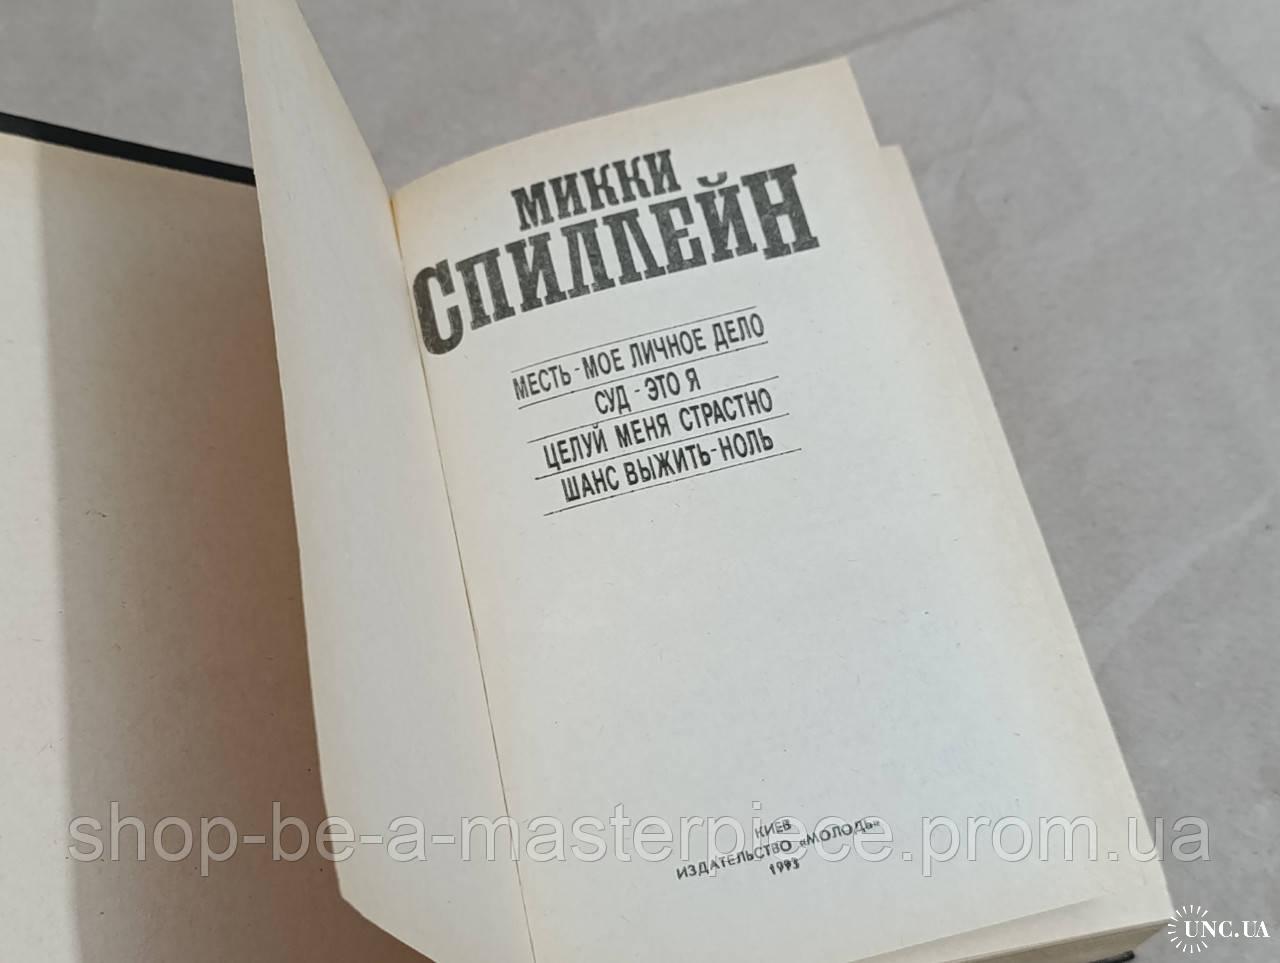 МИККИ
СПИЛЛЕЙН
МЕСТЬ - МОЕ ЛИЧНОЕ ДЕЛО
СУД - ЭТО Я
ЦЕЛУЙ МЕНЯ СТРАСТНО
ШАНС ВЫЖИТЬ - НОЛЬ
КИЕВ
ИЗДАТЕЛЬСТВО «МОЛОДЬ»
1993
shop-be-a-masterpiece.prom.ua
UNC.UA